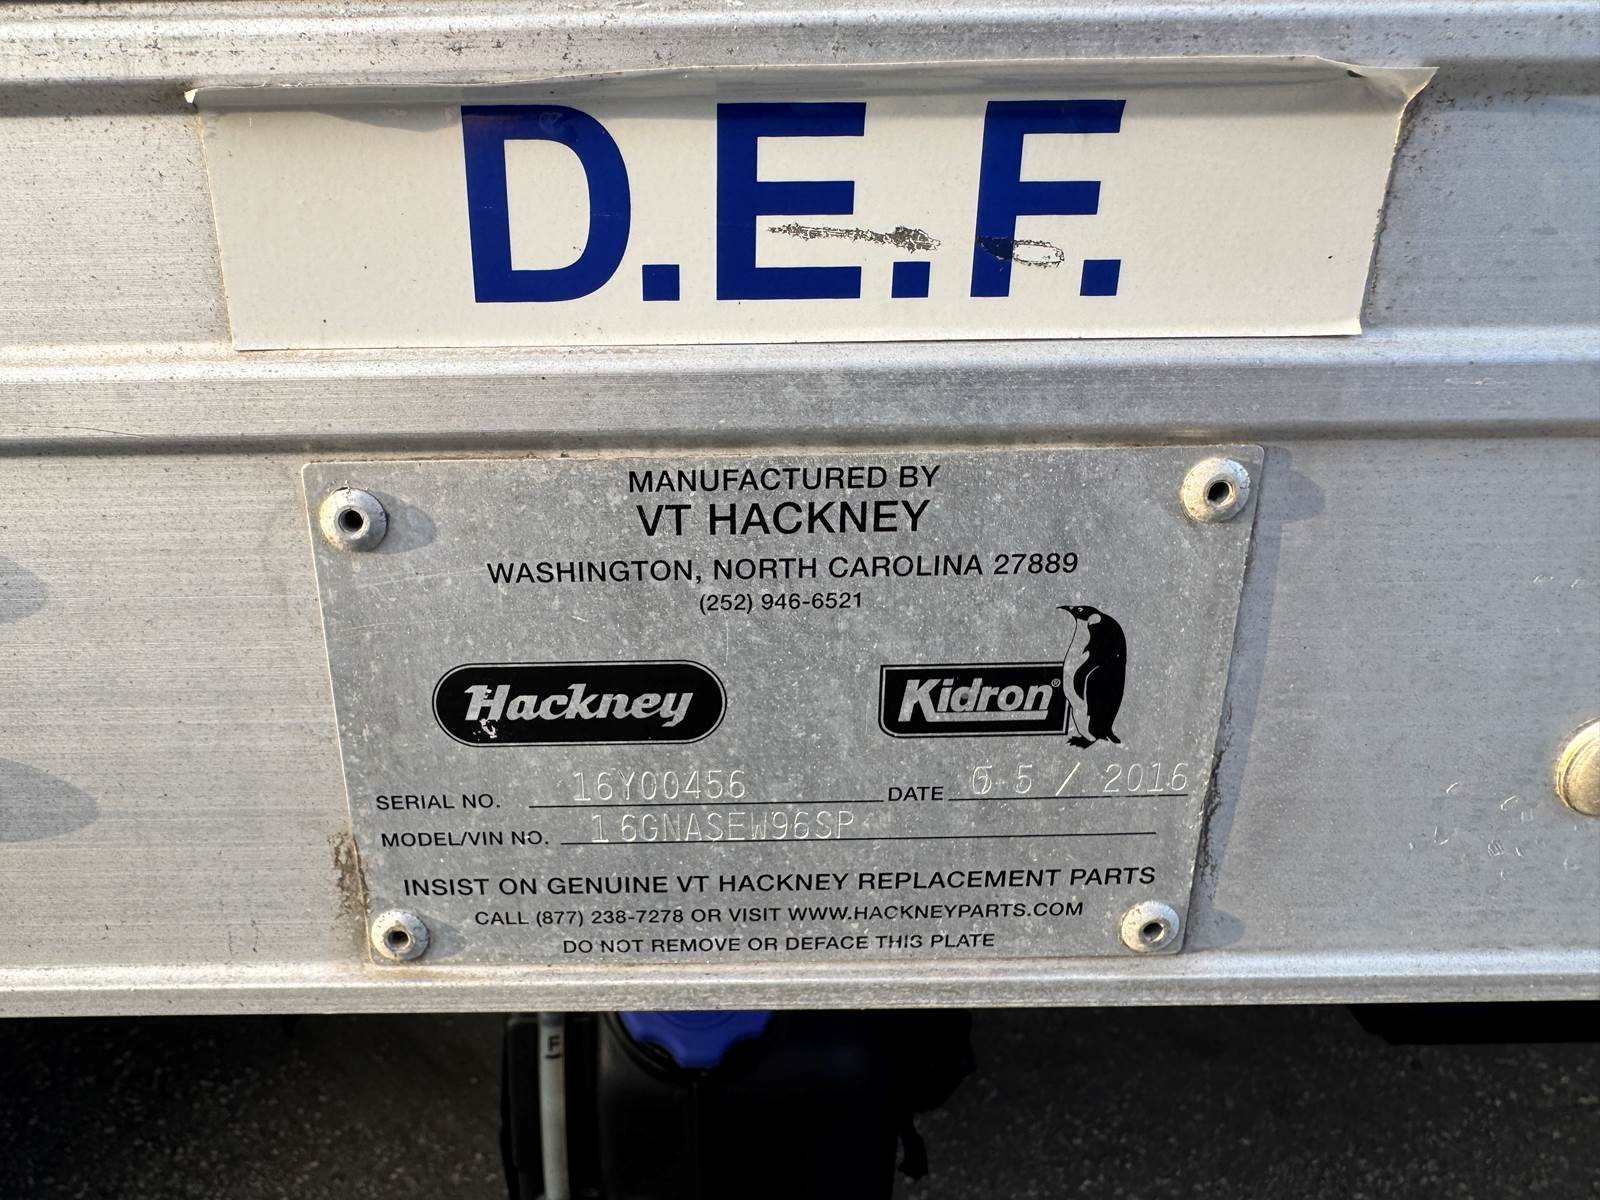 D.E.F.
MANUFACTURED BY
VT HACKNEY
WASHINGTON, NORTH CAROLINA 27889
(252) 946-6521
Hackney
Kidron®
SERIAL NO. 16Y00456 DATE 5 / 2016
MODEL/VIN NO. 16GNASEW96SP
INSIST ON GENUINE VT HACKNEY REPLACEMENT PARTS
CALL (877) 238-7278 OR VISIT WWW.HACKNEYPARTS.COM
DO NOT REMOVE OR DEFACE THIS PLATE
F